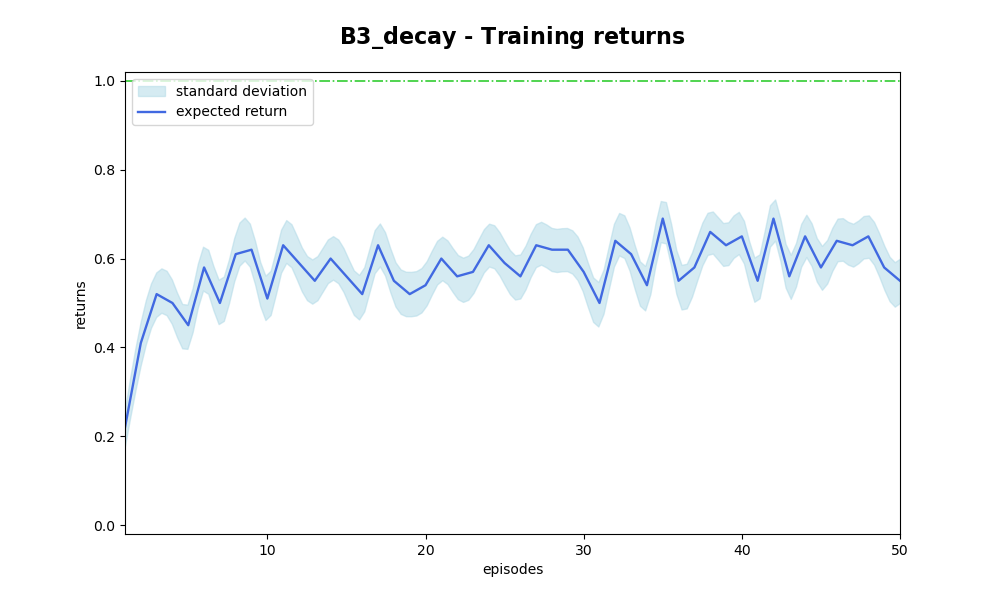 B3_decay - Training returns
1.0
standard deviation
expected return
0.8
0.6
0.4
0.2
0.0
returns
10 20 30 40 50
episodes